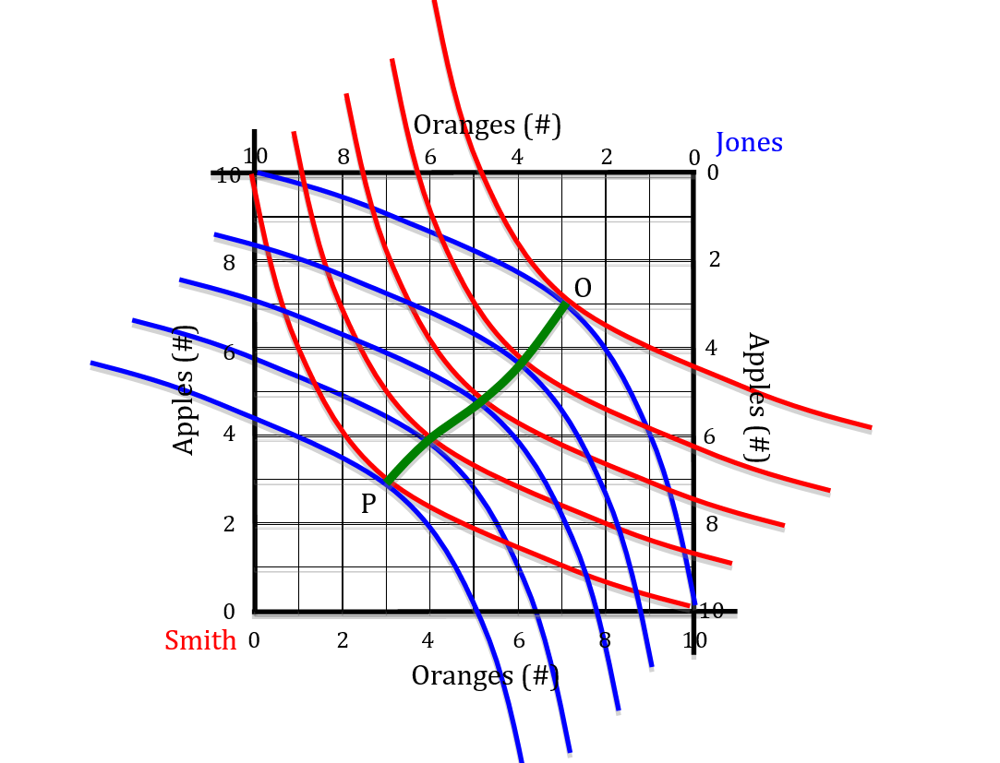 Oranges (#)
Jones
10 8 6 4 2 0
10 0
8 2
O
6 4
Apples (#) Apples (#)
4 6
P
2 8
0 10
Smith 0 2 4 6 8 10
Oranges (#)